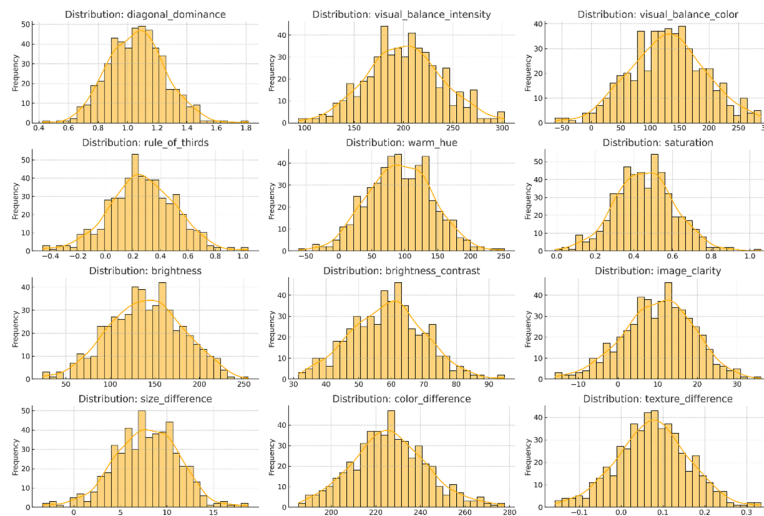 Distribution: diagonal_dominance
Distribution: visual_balance_intensity
Distribution: visual_balance_color
Frequency
50
40
30
20
10
0
0.4 0.6 0.8 1.0 1.2 1.4 1.6 1.8
Frequency
40
30
20
10
0
100 150 200 250 300
Frequency
40
30
20
10
0
−50 0 50 100 150 200 250
Distribution: rule_of_thirds
Distribution: warm_hue
Distribution: saturation
Frequency
50
40
30
20
10
0
−0.4 −0.2 0.0 0.2 0.4 0.6 0.8 1.0
Frequency
40
30
20
10
0
−50 0 50 100 150 200 250
Frequency
50
40
30
20
10
0
0.0 0.2 0.4 0.6 0.8 1.0
Distribution: brightness
Distribution: brightness_contrast
Distribution: image_clarity
Frequency
40
30
20
10
0
50 100 150 200 250
Frequency
40
30
20
10
0
30 40 50 60 70 80 90
Frequency
40
30
20
10
0
−10 0 10 20 30
Distribution: size_difference
Distribution: color_difference
Distribution: texture_difference
Frequency
50
40
30
20
10
0
0 5 10 15
Frequency
40
30
20
10
0
200 220 240 260 280
Frequency
40
30
20
10
0
−0.1 0.0 0.1 0.2 0.3